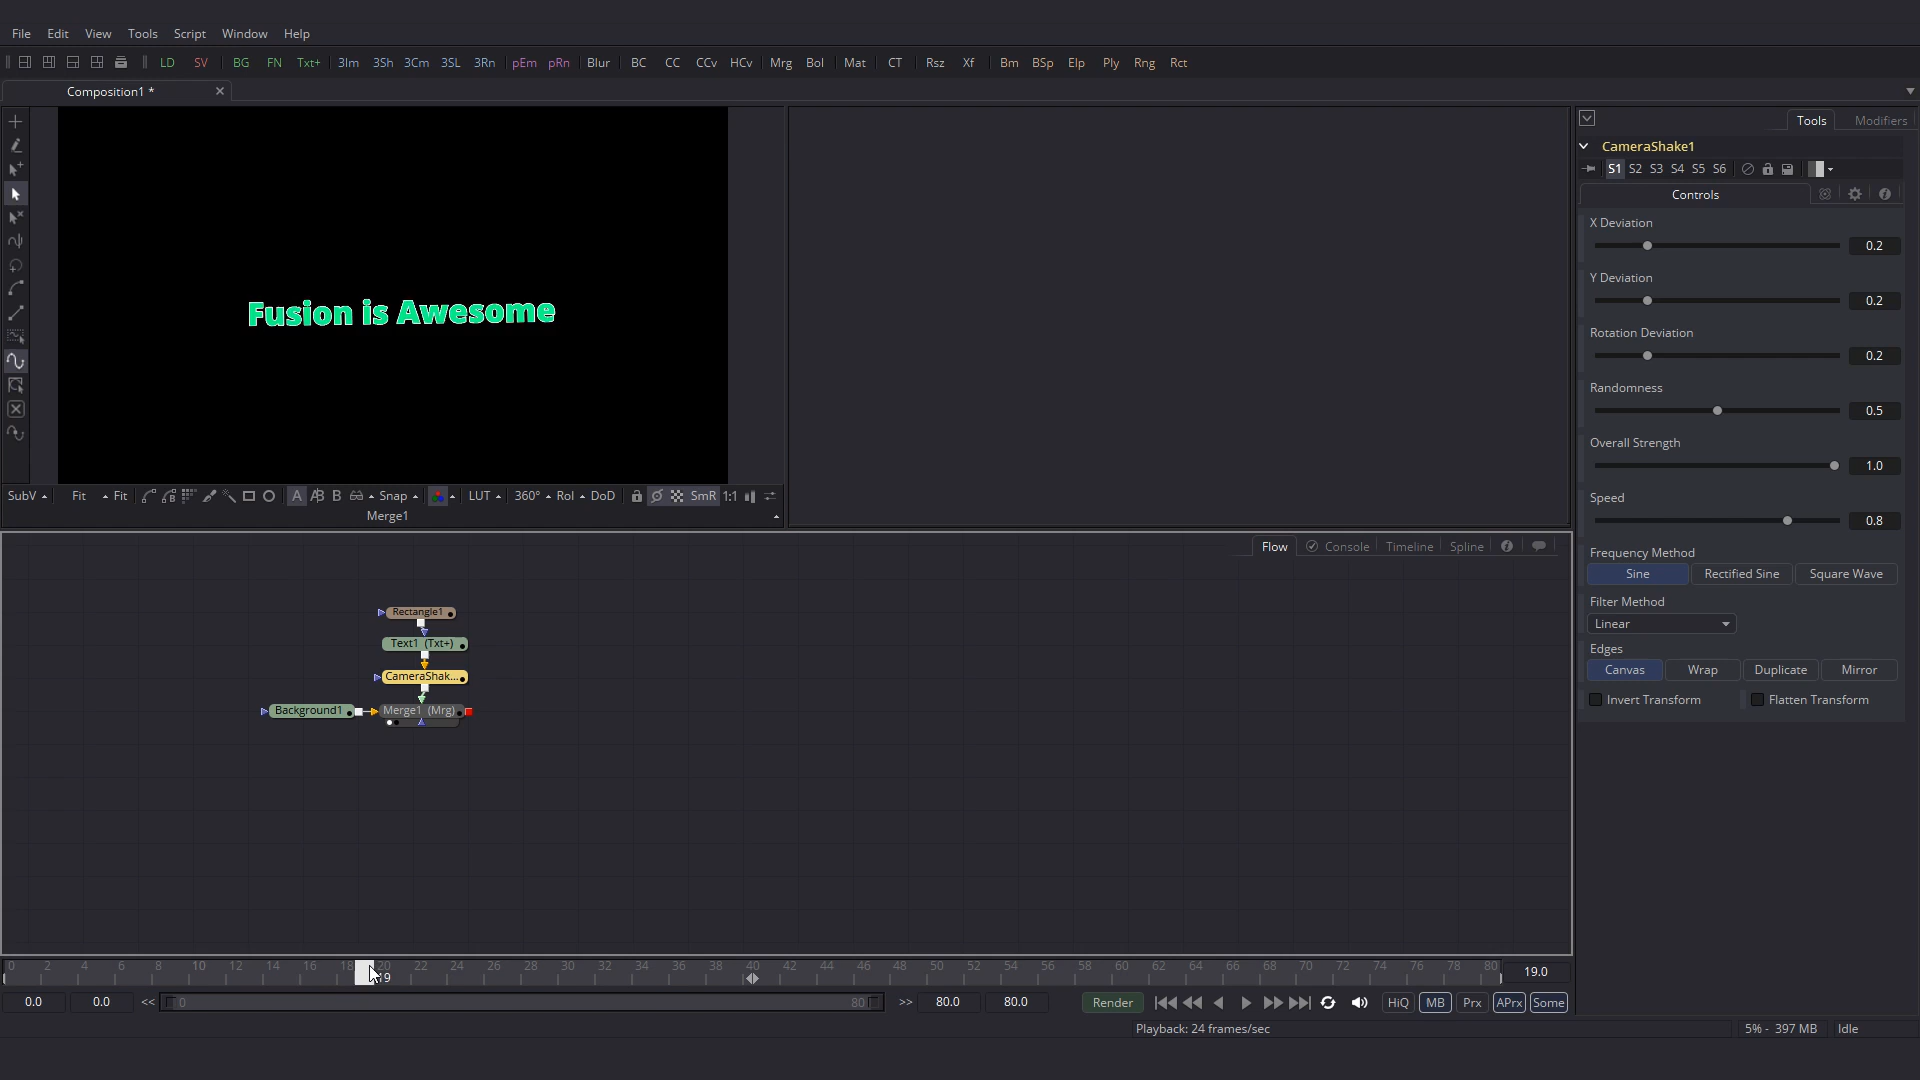 File Edit View Tools Script Window Help
LD SV BG FN Txt+ 3Im 3Sh 3Cm 3SL 3Rn pEm pRn Blur BC CC CCv HCv Mrg Bol Mat CT Rsz Xf Bm BSp Elp Ply Rng Rct
Composition1 *
Tools Modifiers
CameraShake1
S1 S2 S3 S4 S5 S6
Controls
X Deviation
0.2
Y Deviation
0.2
Rotation Deviation
0.2
Randomness
0.5
Overall Strength
1.0
Speed
0.8
Frequency Method
Sine Rectified Sine Square Wave
Filter Method
Linear
Edges
Canvas Wrap Duplicate Mirror
Invert Transform Flatten Transform
Fusion is Awesome
SubV Fit Fit A B Snap LUT 360° RoI DoD SmR 1:1
Merge1
Flow Console Timeline Spline
Rectangle1
Text1 (Txt+)
CameraShak...
Background1 Merge1 (Mrg)
0 2 4 6 8 10 12 14 16 18 20 22 24 26 28 30 32 34 36 38 40 42 44 46 48 50 52 54 56 58 60 62 64 66 68 70 72 74 76 78 80
19
19.0
0.0 0.0 << 0 80 >> 80.0 80.0 Render HiQ MB Prx APrx Some
Playback: 24 frames/sec 5% - 397 MB Idle